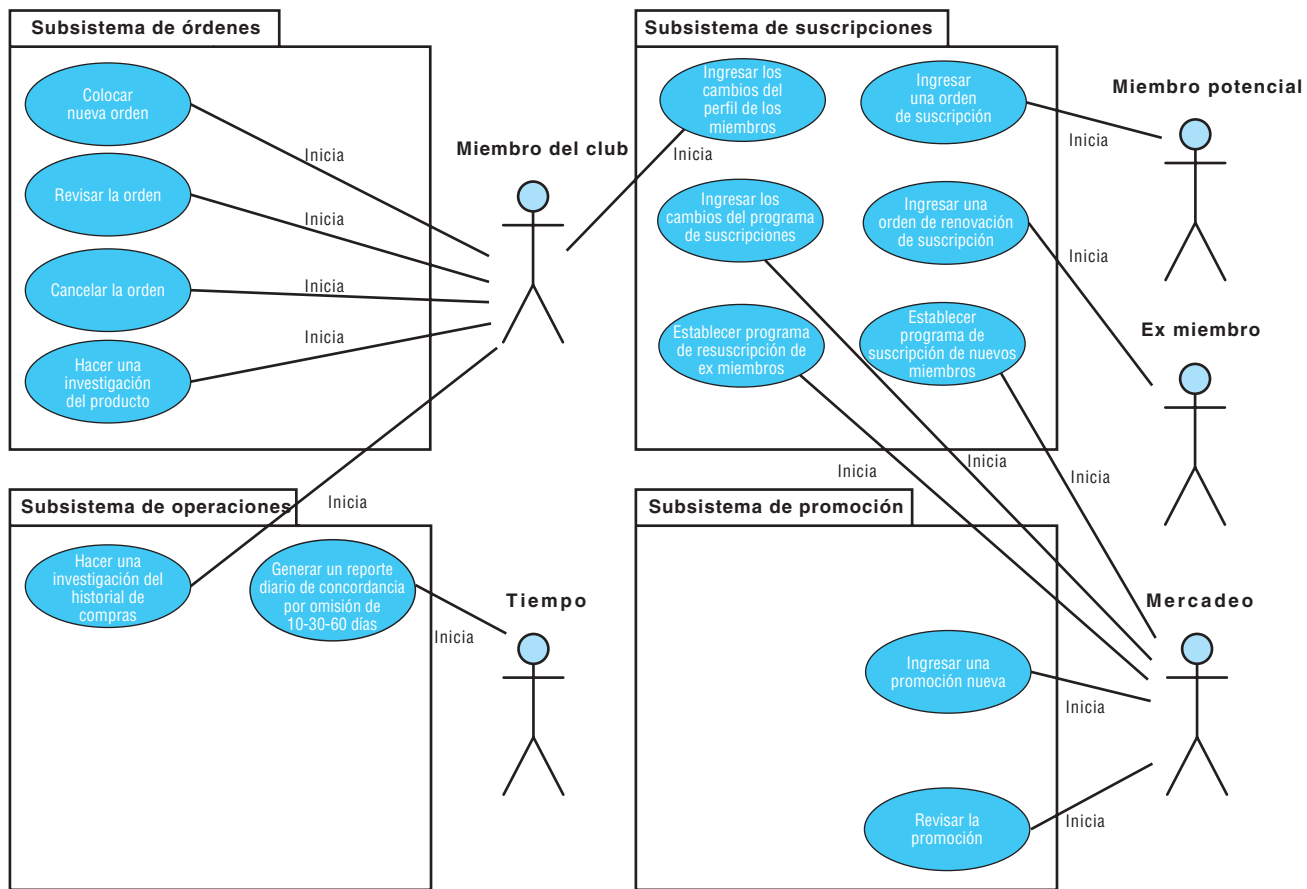 Subsistema de órdenes
Colocar
nueva orden
Inicia
Revisar la orden
Inicia
Cancelar la orden
Inicia
Hacer una
investigación
del producto
Inicia
Miembro del club
Inicia
Subsistema de suscripciones
Ingresar los
cambios del
perfil de los
miembros
Ingresar
una orden
de suscripción
Ingresar los
cambios del programa
de suscripciones
Ingresar una
orden de renovación
de suscripción
Establecer programa
de resuscripción de
ex miembros
Establecer
programa de
suscripción de nuevos
miembros
Miembro potencial
Inicia
Inicia
Ex miembro
Inicia
Inicia
Inicia
Subsistema de operaciones
Inicia
Hacer una
investigación del
historial de
compras
Generar un reporte
diario de concordancia
por omisión de
10-30-60 días
Inicia
Tiempo
Subsistema de promoción
Ingresar una
promoción nueva
Inicia
Revisar la
promoción
Inicia
Mercadeo